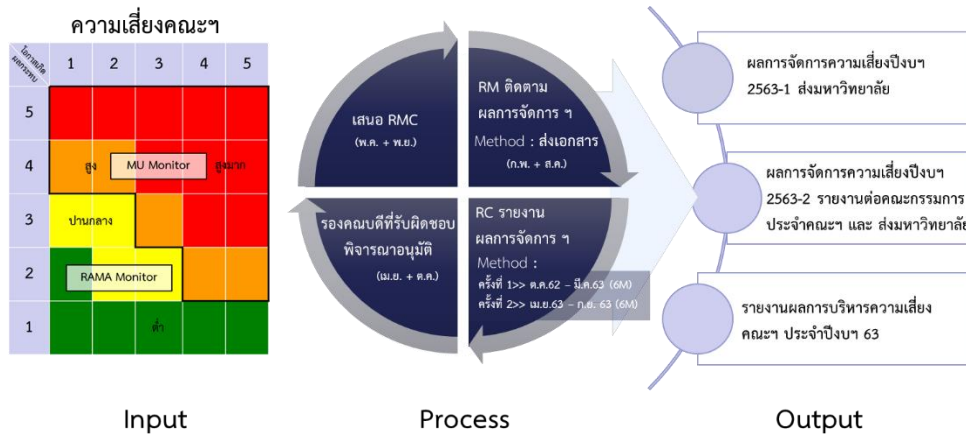 ความเสี่ยงคณะฯ
โอกาสเกิด
ผลกระทบ
1 2 3 4 5
5
4
สูง
MU Monitor
สูงมาก
3
ปานกลาง
2
RAMA Monitor
1
ต่ำ
Input
เสนอ RMC
(พ.ค. + พ.ย.)
RM ติดตาม
ผลการจัดการ ฯ
Method : ส่งเอกสาร
(ก.พ. + ส.ค.)
รองคณบดีที่รับผิดชอบ
พิจารณาอนุมัติ
(เม.ย. + ต.ค.)
RC รายงาน
ผลการจัดการ ฯ
Method :
ครั้งที่ 1>> ต.ค.62 – มี.ค.63 (6M)
ครั้งที่ 2>> เม.ย.63 – ก.ย. 63 (6M)
Process
ผลการจัดการความเสี่ยงปีงบฯ
2563-1 ส่งมหาวิทยาลัย
ผลการจัดการความเสี่ยงปีงบฯ
2563-2 รายงานต่อคณะกรรมการ
ประจำคณะฯ และ ส่งมหาวิทยาลัย
รายงานผลการบริหารความเสี่ยง
คณะฯ ประจำปีงบฯ 63
Output